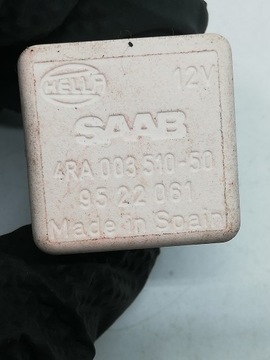 HELLA 12V
SAAB
4RA 003 510-50
95 22 061
Made in Spain